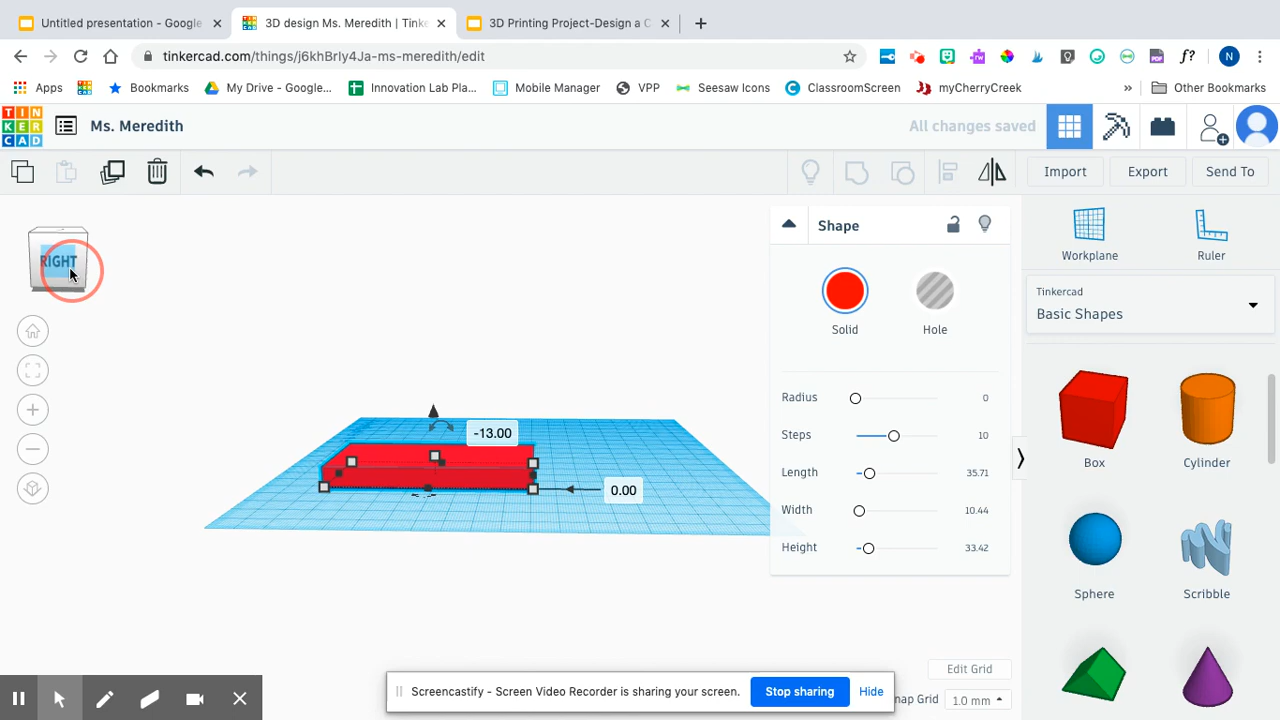 Untitled presentation - Google
3D design Ms. Meredith | Tinke
3D Printing Project-Design a C
tinkercad.com/things/j6khBrIy4Ja-ms-meredith/edit
f?
N
Apps
Bookmarks
My Drive - Google...
Innovation Lab Pla...
Mobile Manager
VPP
Seesaw Icons
ClassroomScreen
myCherryCreek
»
Other Bookmarks
TIN
KER
CAD
Ms. Meredith
All changes saved
Import
Export
Send To
RIGHT
Shape
Solid
Hole
Radius 0
Steps 10
Length 35.71
Width 10.44
Height 33.42
-13.00
0.00
Workplane
Ruler
Tinkercad
Basic Shapes
Box
Cylinder
Sphere
Scribble
Edit Grid
nap Grid 1.0 mm
Screencastify - Screen Video Recorder is sharing your screen.
Stop sharing
Hide